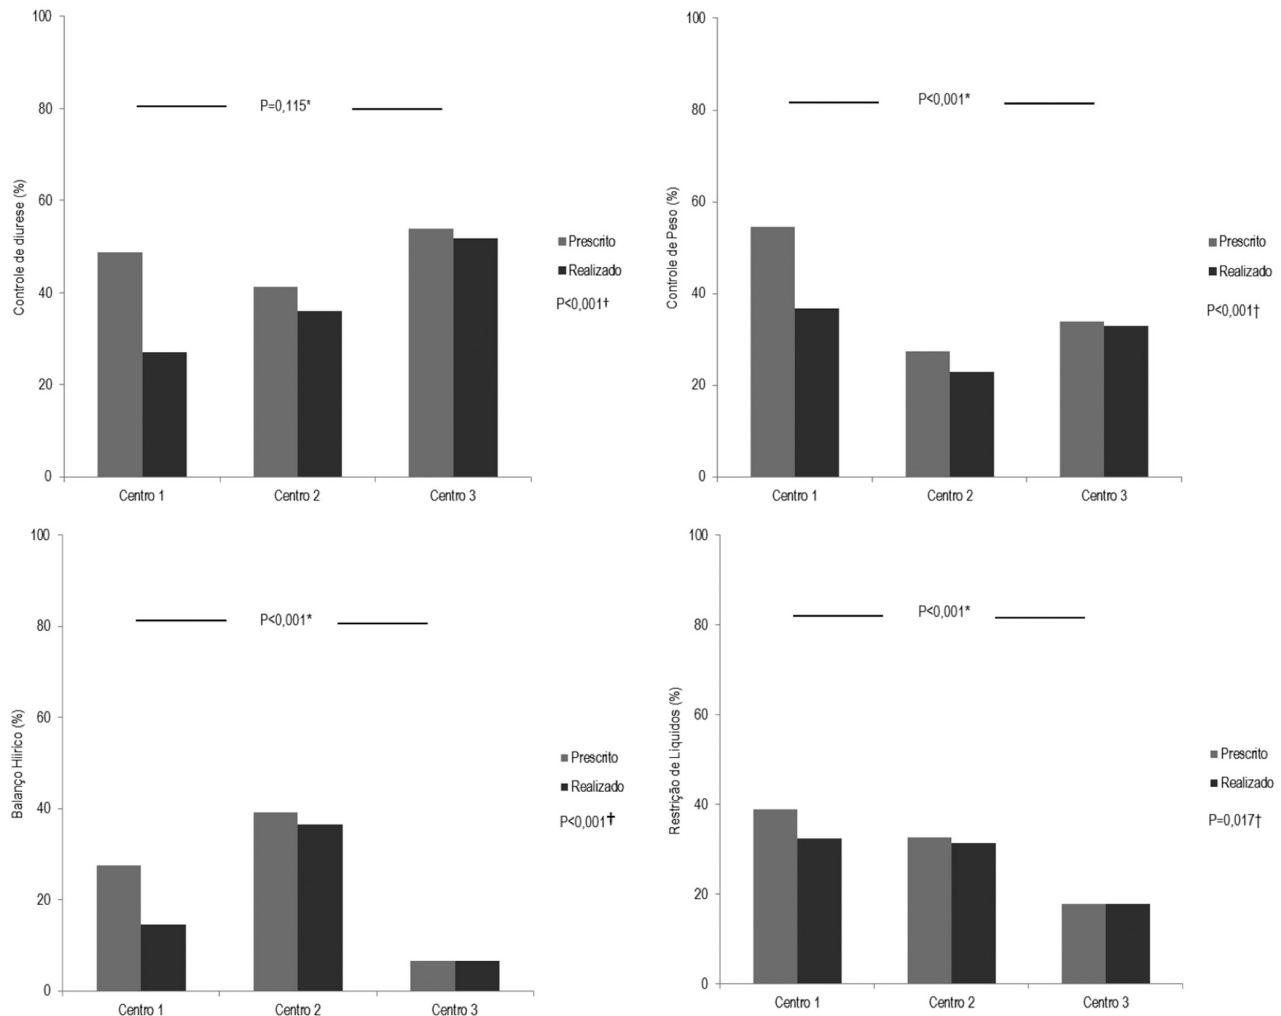 Controle de diurese (%)
100
80
60
40
20
0
P=0,115*
Prescrito
Realizado
P<0,001†
Centro 1
Centro 2
Centro 3
Controle de Peso (%)
100
80
60
40
20
0
P<0,001*
Prescrito
Realizado
P<0,001†
Centro 1
Centro 2
Centro 3
Balanço Híirico (%)
100
80
60
40
20
0
P<0,001*
Prescrito
Realizado
P<0,001†
Centro 1
Centro 2
Centro 3
Restrição de Líquidos (%)
100
80
60
40
20
0
P<0,001*
Prescrito
Realizado
P=0,017†
Centro 1
Centro 2
Centro 3